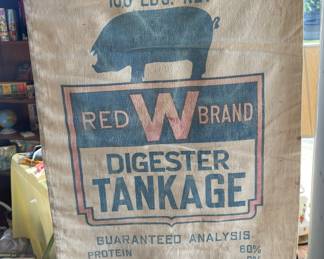 100 LBS. NET
RED W BRAND
DIGESTER
TANKAGE
GUARANTEED ANALYSIS
PROTEIN 60%